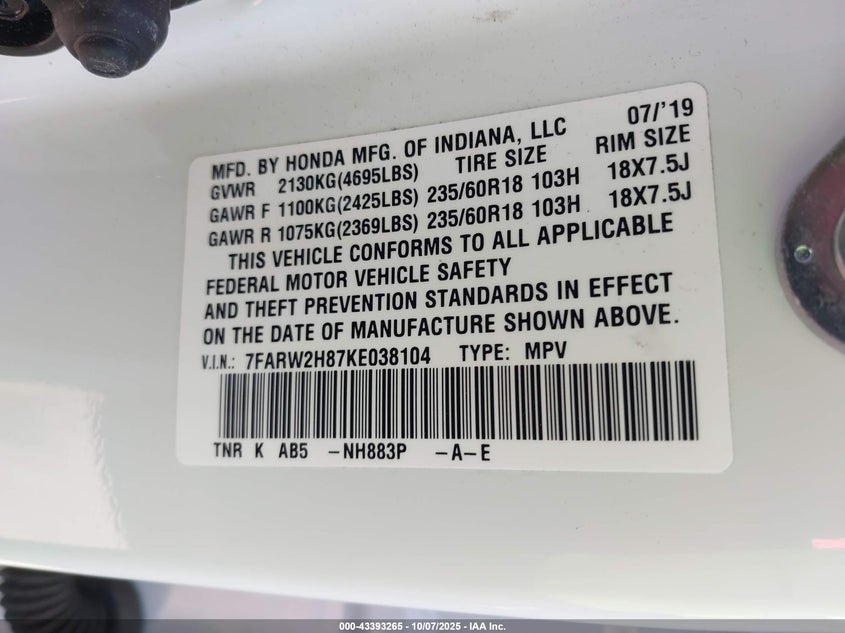 07/'19
MFD. BY HONDA MFG. OF INDIANA, LLC
GVWR 2130KG(4695LBS) TIRE SIZE RIM SIZE
GAWR F 1100KG(2425LBS) 235/60R18 103H 18X7.5J
GAWR R 1075KG(2369LBS) 235/60R18 103H 18X7.5J
THIS VEHICLE CONFORMS TO ALL APPLICABLE
FEDERAL MOTOR VEHICLE SAFETY
AND THEFT PREVENTION STANDARDS IN EFFECT
ON THE DATE OF MANUFACTURE SHOWN ABOVE.
V.I.N.: 7FARW2H87KE038104 TYPE: MPV
TNR K AB5 -NH883P -A-E
000-43393265 - 10/07/2025 - IAA Inc.